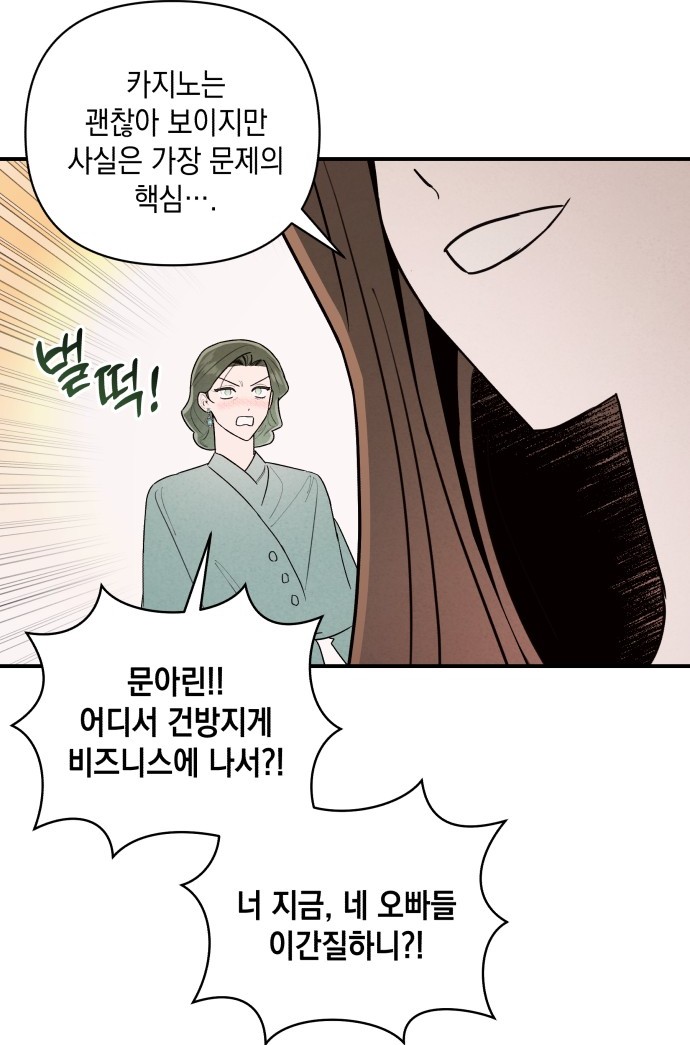 카지노는
괜찮아 보이지만
사실은 가장 문제의
핵심….
벌떡!
문아린!!
어디서 건방지게
비즈니스에 나서?!
너 지금, 네 오빠들
이간질하니?!